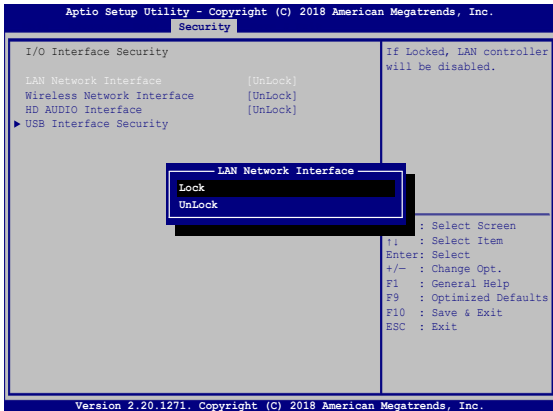 Aptio Setup Utility - Copyright (C) 2018 American Megatrends, Inc.
Security
I/O Interface Security
LAN Network Interface [UnLock]
Wireless Network Interface [UnLock]
HD AUDIO Interface [UnLock]
USB Interface Security
If Locked, LAN controller
will be disabled.
LAN Network Interface
Lock
UnLock
: Select Screen
↑↓ : Select Item
Enter: Select
+/— : Change Opt.
F1 : General Help
F9 : Optimized Defaults
F10 : Save & Exit
ESC : Exit
Version 2.20.1271. Copyright (C) 2018 American Megatrends, Inc.